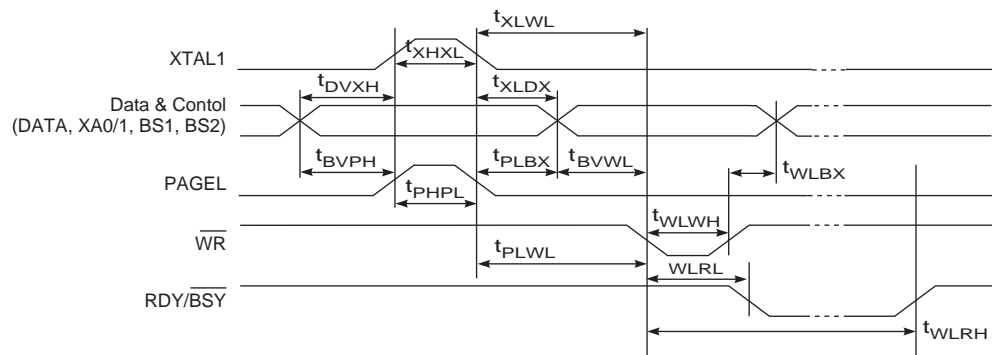 tXLWL
XTAL1
tXHXL
tDVXH
tXLDX
Data & Contol
(DATA, XA0/1, BS1, BS2)
tBVPH
tPLBX
tBVWL
tWLBX
PAGEL
tPHPL
tWLWH
WR
tPLWL
WLRL
RDY/BSY
tWLRH